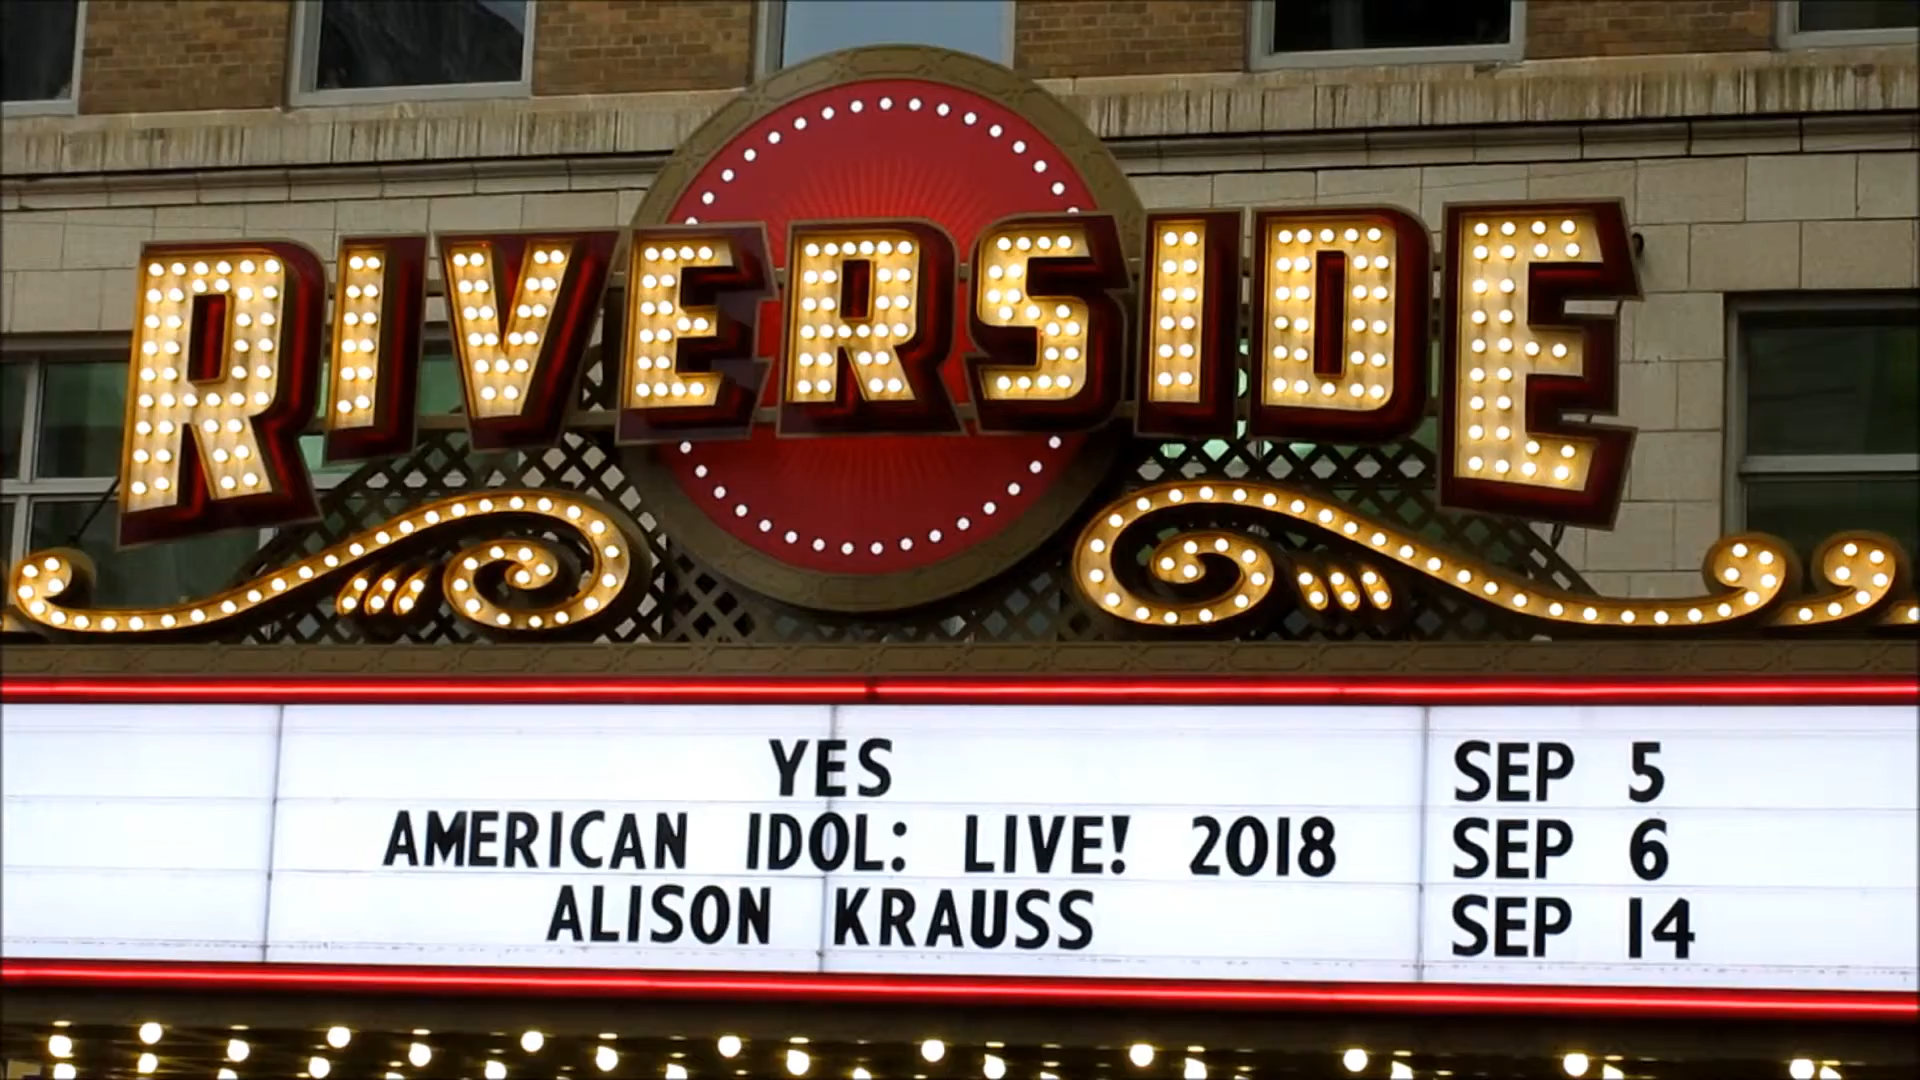 RIVERSIDE
YES SEP 5
AMERICAN IDOL: LIVE! 2018 SEP 6
ALISON KRAUSS SEP 14